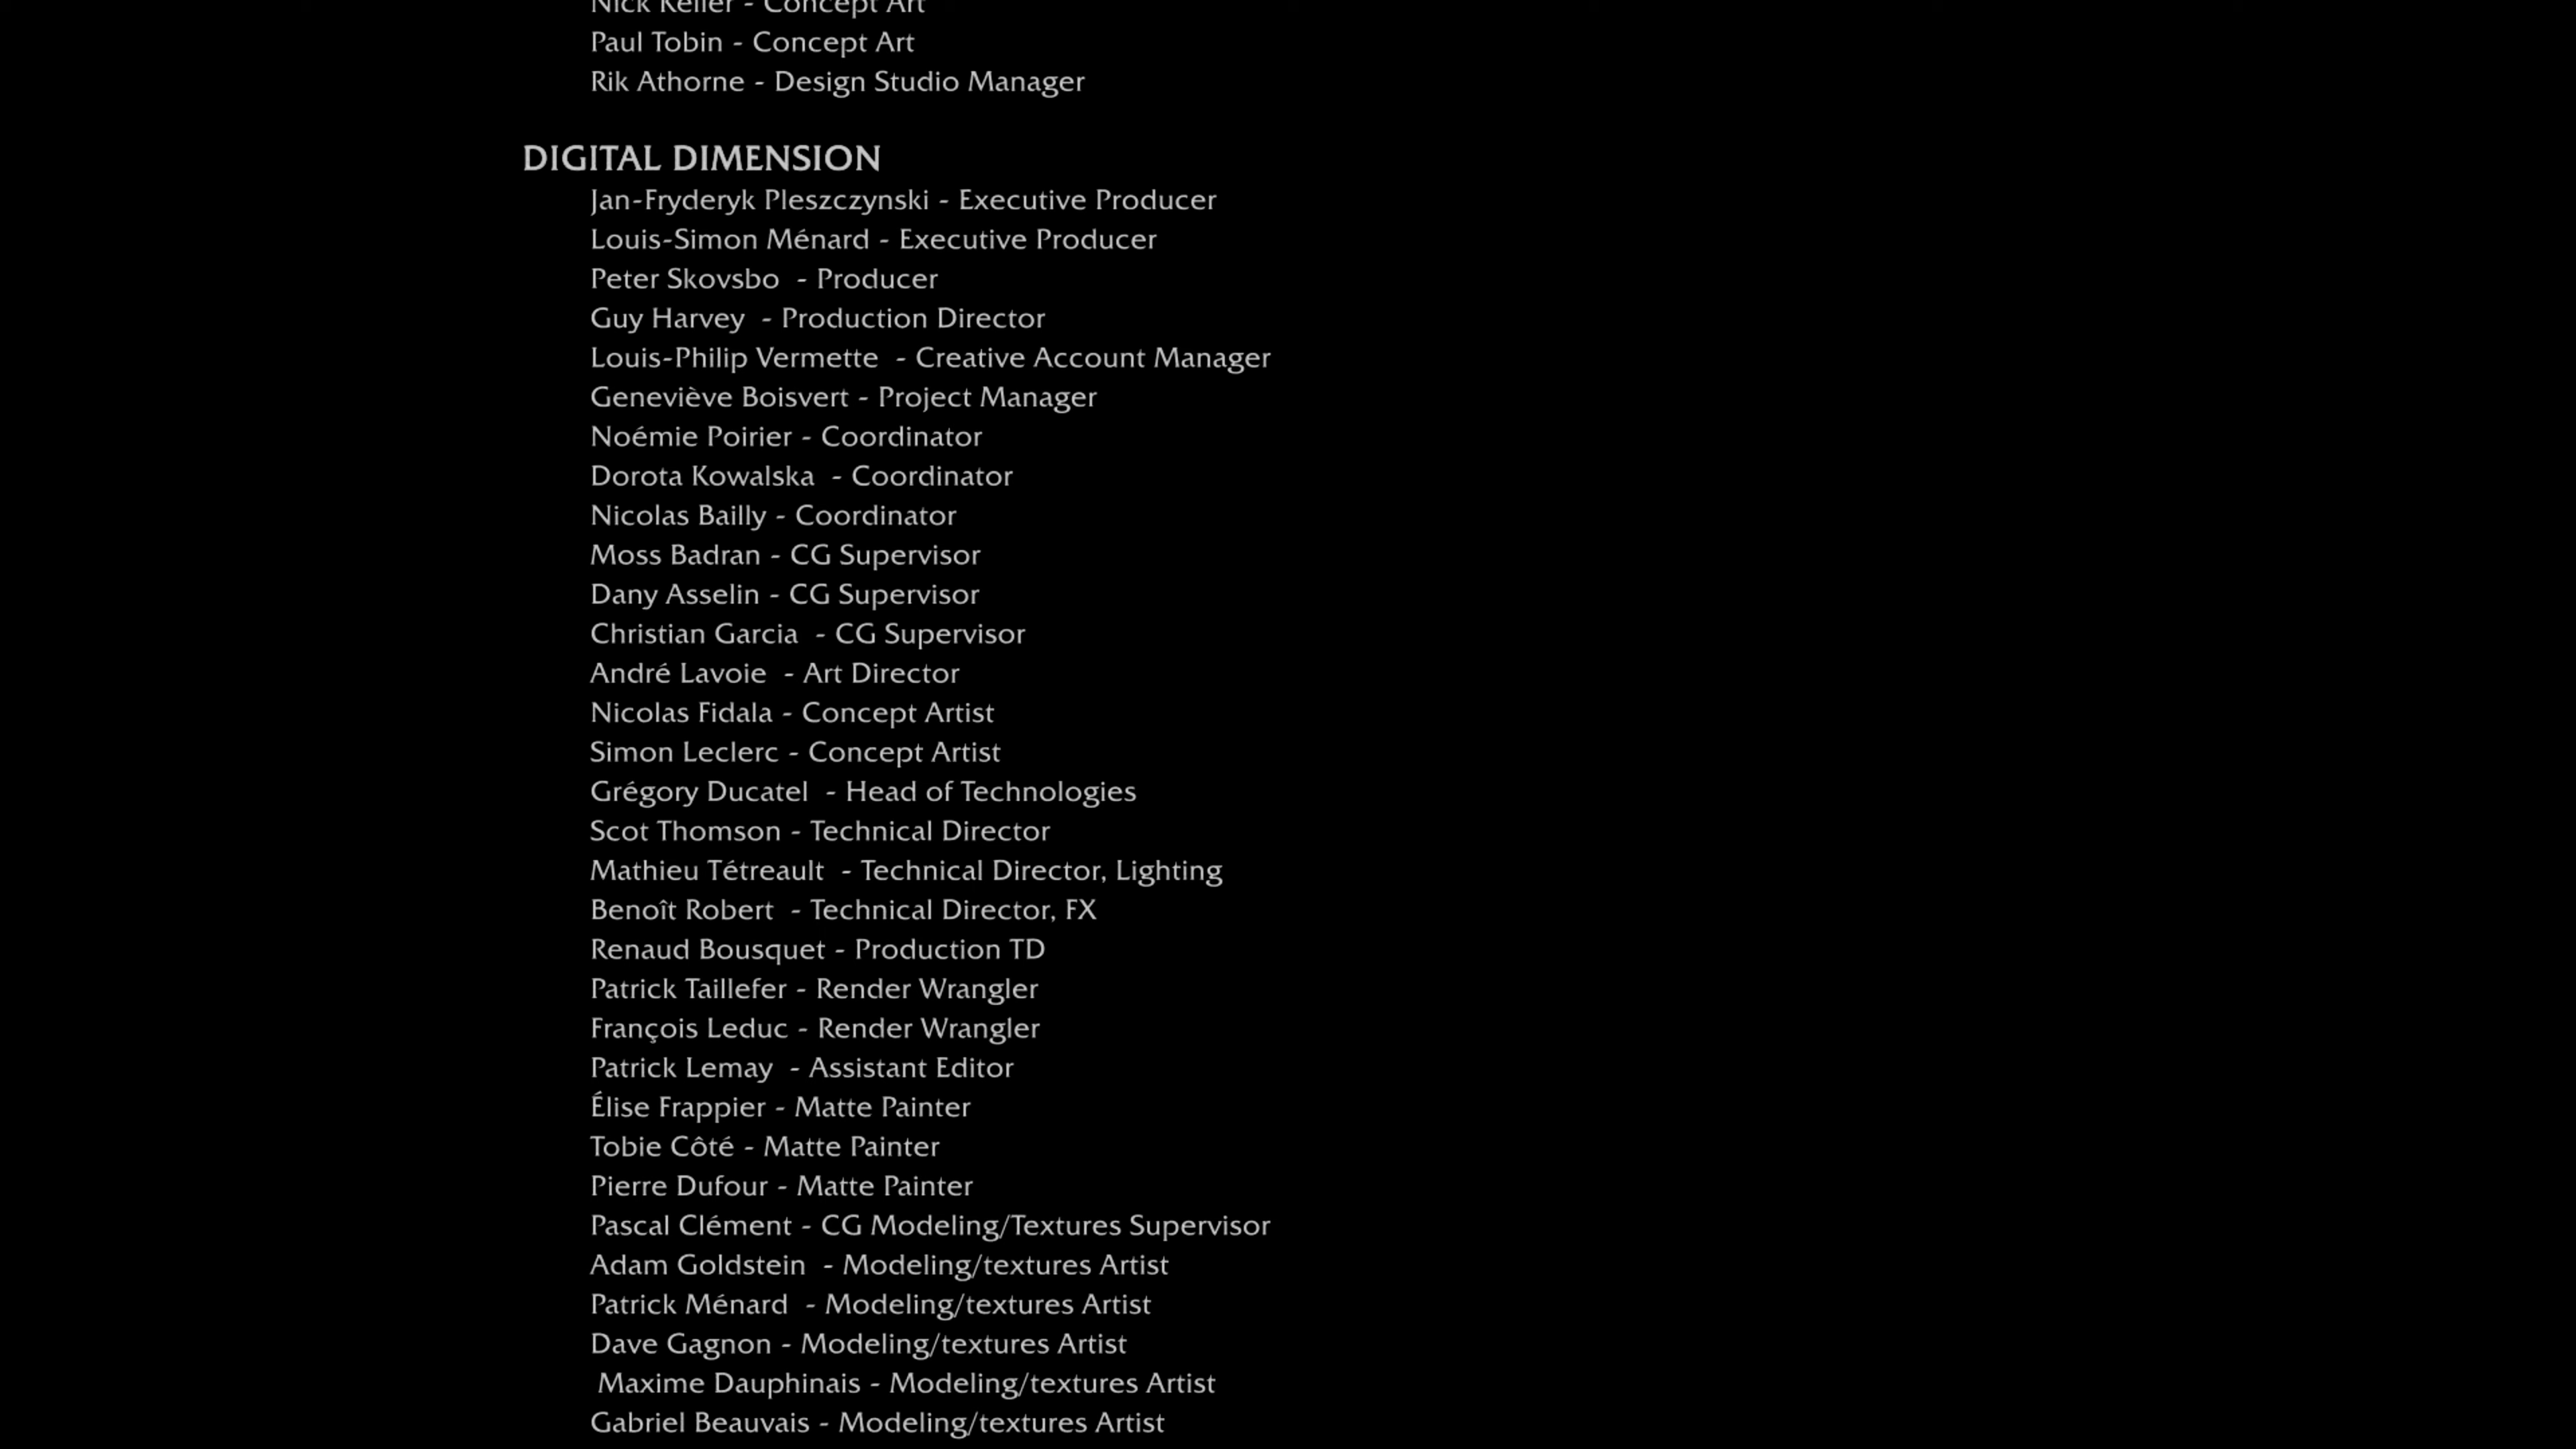 Nick Keller - Concept Art
Paul Tobin - Concept Art
Rik Athorne - Design Studio Manager
DIGITAL DIMENSION
Jan-Fryderyk Pleszczynski - Executive Producer
Louis-Simon Ménard - Executive Producer
Peter Skovsbo - Producer
Guy Harvey - Production Director
Louis-Philip Vermette - Creative Account Manager
Geneviève Boisvert - Project Manager
Noémie Poirier - Coordinator
Dorota Kowalska - Coordinator
Nicolas Bailly - Coordinator
Moss Badran - CG Supervisor
Dany Asselin - CG Supervisor
Christian Garcia - CG Supervisor
André Lavoie - Art Director
Nicolas Fidala - Concept Artist
Simon Leclerc - Concept Artist
Grégory Ducatel - Head of Technologies
Scot Thomson - Technical Director
Mathieu Tétreault - Technical Director, Lighting
Benoît Robert - Technical Director, FX
Renaud Bousquet - Production TD
Patrick Taillefer - Render Wrangler
François Leduc - Render Wrangler
Patrick Lemay - Assistant Editor
Élise Frappier - Matte Painter
Tobie Côté - Matte Painter
Pierre Dufour - Matte Painter
Pascal Clément - CG Modeling/Textures Supervisor
Adam Goldstein - Modeling/textures Artist
Patrick Ménard - Modeling/textures Artist
Dave Gagnon - Modeling/textures Artist
Maxime Dauphinais - Modeling/textures Artist
Gabriel Beauvais - Modeling/textures Artist